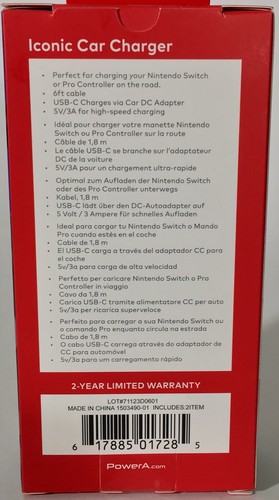 Iconic Car Charger
• Perfect for charging your Nintendo Switch
or Pro Controller on the road.
• 6ft cable
• USB-C Charges via Car DC Adapter
• 5V/3A for high-speed charging
• Idéal pour charger votre manette Nintendo
Switch ou Pro Controller sur la route
• Câble de 1,8 m
• Le câble USB-C se branche sur l'adaptateur
DC de la voiture
• 5V/3A pour un chargement ultra-rapide
• Optimal zum Aufladen der Nintendo Switch
oder des Pro Controller unterwegs
• Kabel, 1,8 m
• USB-C lädt über den DC-Autoadapter auf
• 5 Volt / 3 Ampere für schnelles Aufladen
• Ideal para cargar tu Nintendo Switch o Mando
Pro cuando estés en el coche
• Cable de 1,8 m
• El USB-C carga a través del adaptador CC para
el coche
• 5v/3a para carga de alta velocidad
• Perfetto per caricare Nintendo Switch o Pro
Controller in viaggio
• Cavo da 1,8 m
• Carica USB-C tramite alimentatore CC per auto
• 5v/3a per ricarica superveloce
• Perfeito para carregar a sua Nintendo Switch ou
o comando Pro enquanto circula na estrada
• Cabo de 1,8 m
• O cabo USB-C carrega através do adaptador de
CC para automóvel
• 5v/3a para um carregamento rápido
2-YEAR LIMITED WARRANTY
LOT#71123D0601
MADE IN CHINA 1503490-01 INCLUDES:2ITEM
6 17885 01728 5
PowerA.com